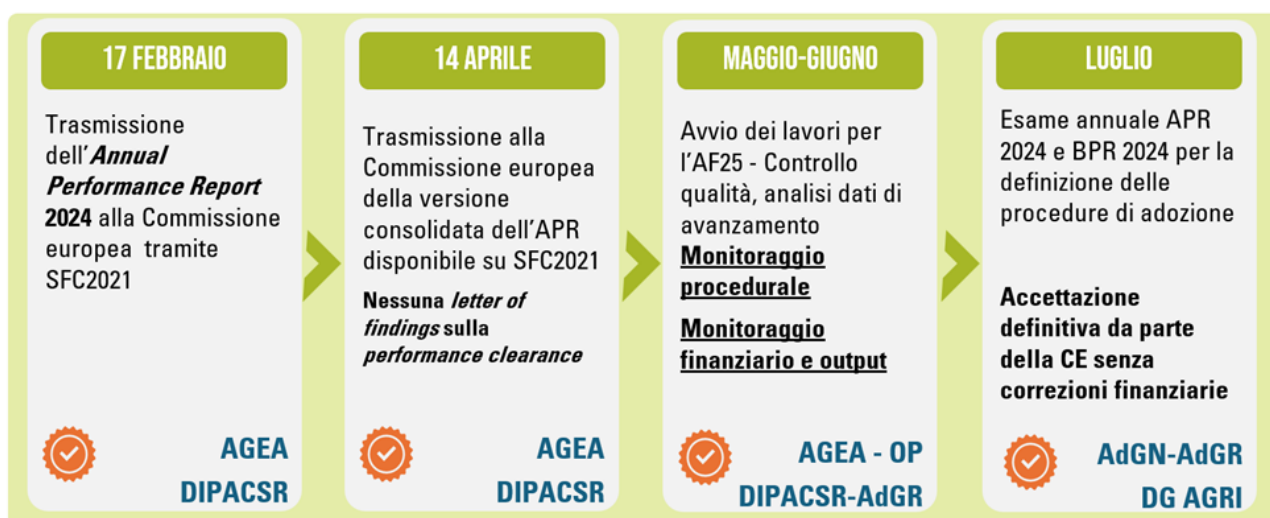 17 FEBBRAIO
Trasmissione
dell'Annual
Performance Report
2024 alla Commissione
europea tramite
SFC2021
AGEA
DIPACSR
14 APRILE
Trasmissione alla
Commissione europea
della versione
consolidata dell'APR
disponibile su SFC2021
Nessuna letter of
findings sulla
performance clearance
AGEA
DIPACSR
MAGGIO-GIUGNO
Avvio dei lavori per
l'AF25 - Controllo
qualità, analisi dati di
avanzamento
Monitoraggio
procedurale
Monitoraggio
finanziario e output
AGEA - OP
DIPACSR-AdGR
LUGLIO
Esame annuale APR
2024 e BPR 2024 per la
definizione delle
procedure di adozione
Accettazione
definitiva da parte
della CE senza
correzioni finanziarie
AdGN-AdGR
DG AGRI